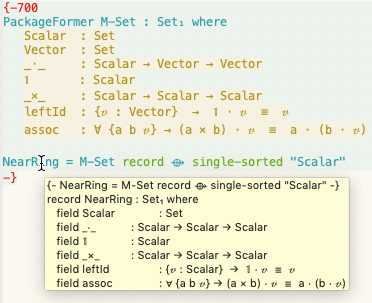 {-700
PackageFormer M-Set : Set₁ where
Scalar : Set
Vector : Set
_·_ : Scalar → Vector → Vector
𝟙 : Scalar
_×_ : Scalar → Scalar → Scalar
leftId : {𝓋 : Vector} → 𝟙 · 𝓋 ≡ 𝓋
assoc : ∀ {a b 𝓋} → (a × b) · 𝓋 ≡ a · (b · 𝓋)
NearRing = M-Set record ⟴ single-sorted "Scalar"
-}
{- NearRing = M-Set record ⟴ single-sorted "Scalar" -}
record NearRing : Set₁ where
field Scalar : Set
field _·_ : Scalar → Scalar → Scalar
field 𝟙 : Scalar
field _×_ : Scalar → Scalar → Scalar
field leftId : {𝓋 : Scalar} → 𝟙 · 𝓋 ≡ 𝓋
field assoc : ∀ {a b 𝓋} → (a × b) · 𝓋 ≡ a · (b · 𝓋)